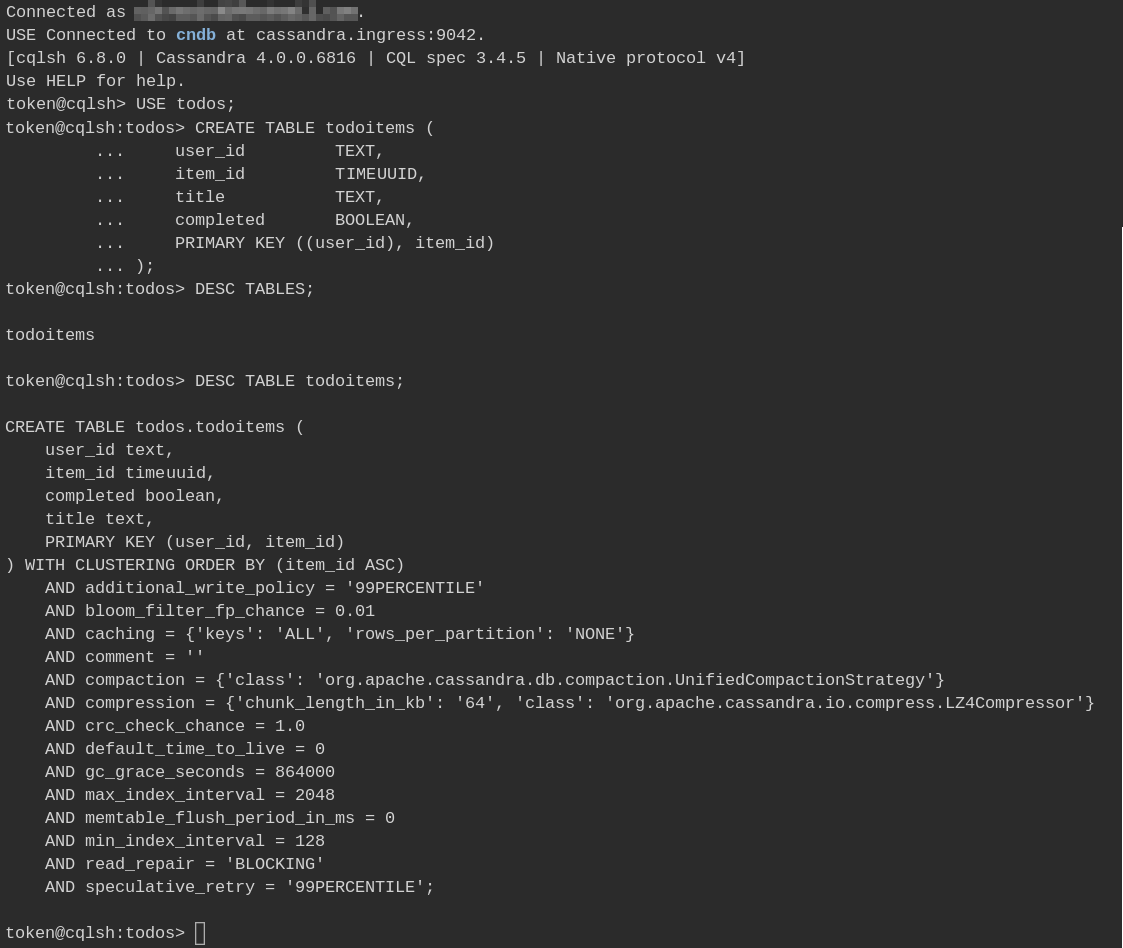 Connected as .
USE Connected to cndb at cassandra.ingress:9042.
[cqlsh 6.8.0 | Cassandra 4.0.0.6816 | CQL spec 3.4.5 | Native protocol v4]
Use HELP for help.
token@cqlsh> USE todos;
token@cqlsh:todos> CREATE TABLE todoitems (
         ...     user_id         TEXT,
         ...     item_id         TIMEUUID,
         ...     title           TEXT,
         ...     completed       BOOLEAN,
         ...     PRIMARY KEY ((user_id), item_id)
         ... );
token@cqlsh:todos> DESC TABLES;

todoitems

token@cqlsh:todos> DESC TABLE todoitems;

CREATE TABLE todos.todoitems (
    user_id text,
    item_id timeuuid,
    completed boolean,
    title text,
    PRIMARY KEY (user_id, item_id)
) WITH CLUSTERING ORDER BY (item_id ASC)
    AND additional_write_policy = '99PERCENTILE'
    AND bloom_filter_fp_chance = 0.01
    AND caching = {'keys': 'ALL', 'rows_per_partition': 'NONE'}
    AND comment = ''
    AND compaction = {'class': 'org.apache.cassandra.db.compaction.UnifiedCompactionStrategy'}
    AND compression = {'chunk_length_in_kb': '64', 'class': 'org.apache.cassandra.io.compress.LZ4Compressor'}
    AND crc_check_chance = 1.0
    AND default_time_to_live = 0
    AND gc_grace_seconds = 864000
    AND max_index_interval = 2048
    AND memtable_flush_period_in_ms = 0
    AND min_index_interval = 128
    AND read_repair = 'BLOCKING'
    AND speculative_retry = '99PERCENTILE';

token@cqlsh:todos>